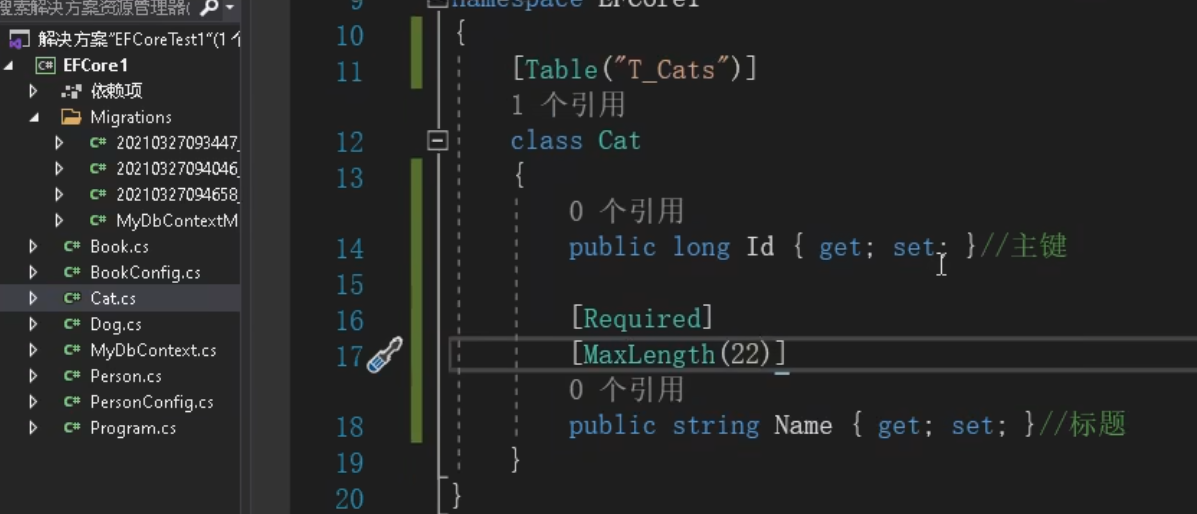 搜索解决方案资源管理器(
解决方案"EFCoreTest1"(1 个
EFCore1
依赖项
Migrations
20210327093447_
20210327094046_
20210327094658_
MyDbContextM
Book.cs
BookConfig.cs
Cat.cs
Dog.cs
MyDbContext.cs
Person.cs
PersonConfig.cs
Program.cs
9 namespace EFCore1
10 {
11 [Table("T_Cats")]
1 个引用
12 class Cat
13 {
0 个引用
14 public long Id { get; set; }//主键
15
16 [Required]
17 [MaxLength(22)]
0 个引用
18 public string Name { get; set; }//标题
19 }
20 }